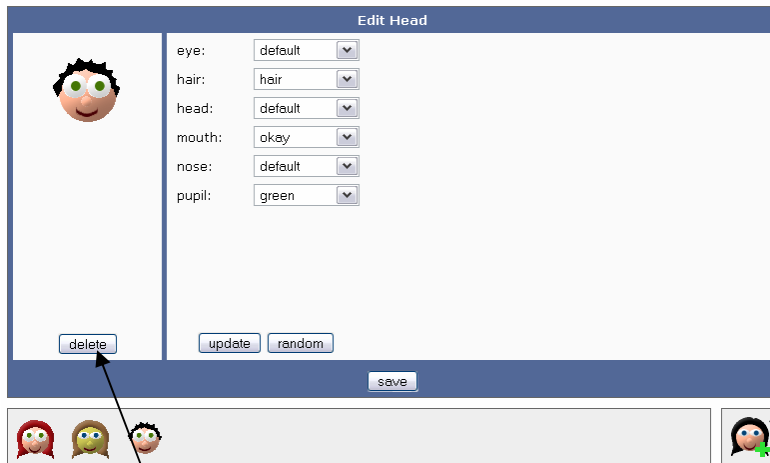 Edit Head
eye: default
hair: hair
head: default
mouth: okay
nose: default
pupil: green
delete
update random
save